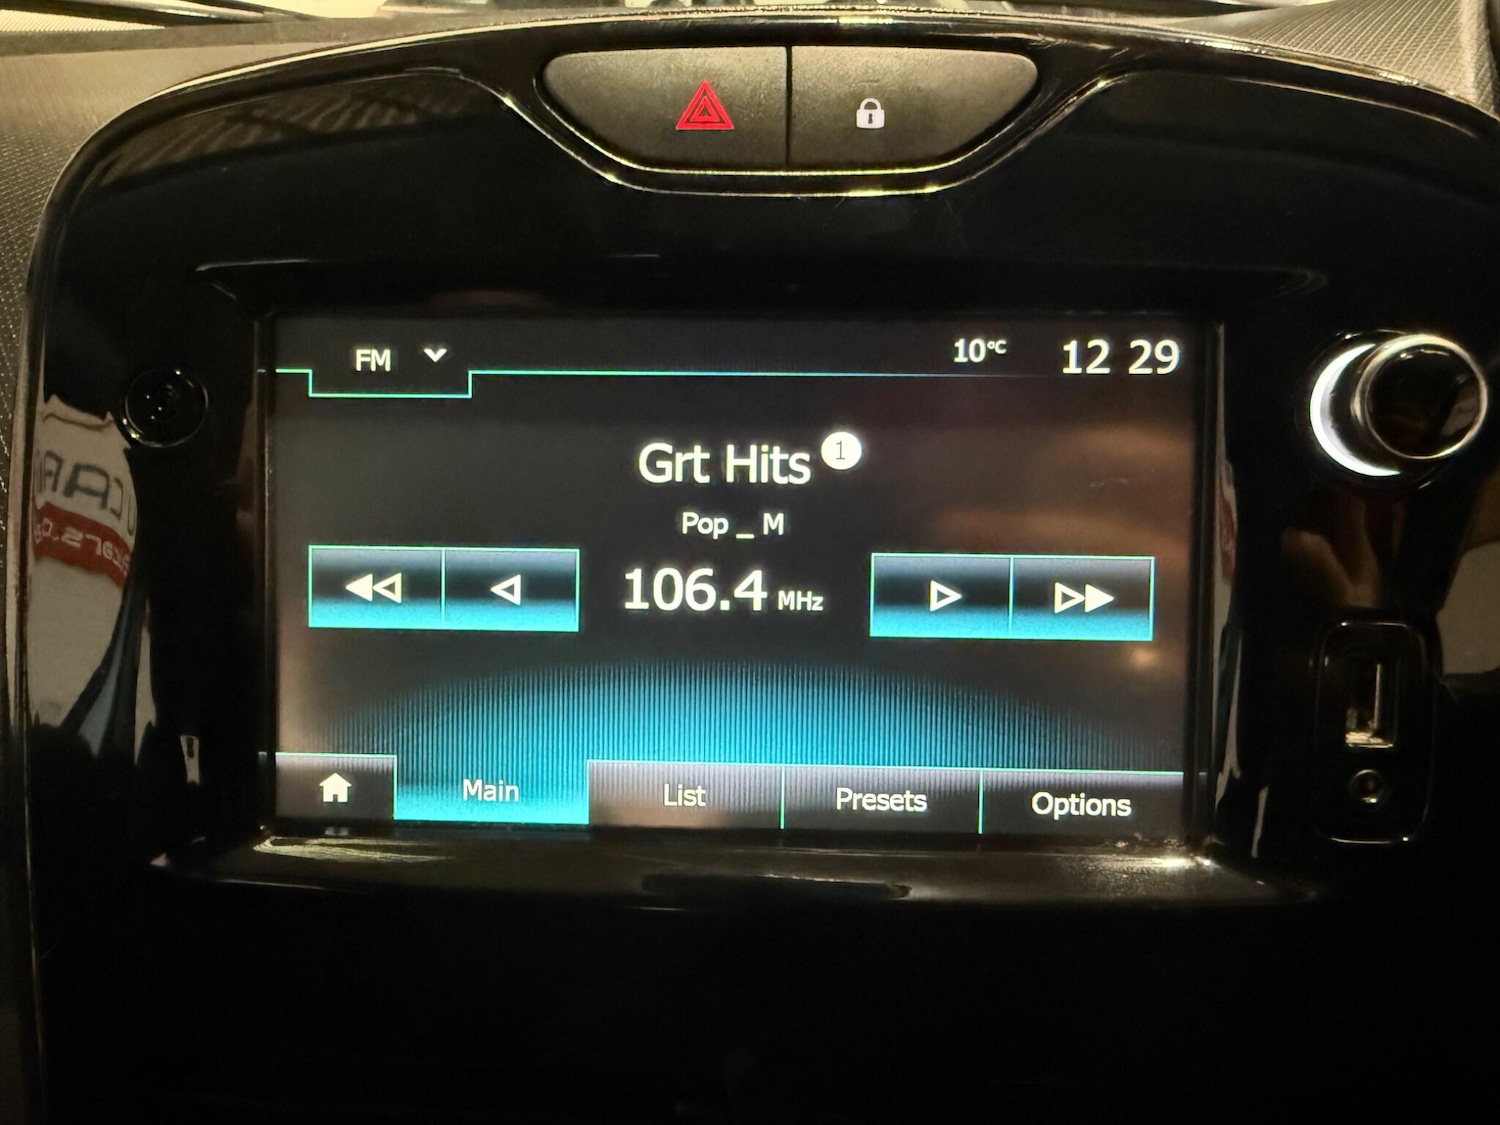 FM
10°C 12 29
Grt Hits 1
Pop _ M
106.4 MHz
Main List Presets Options